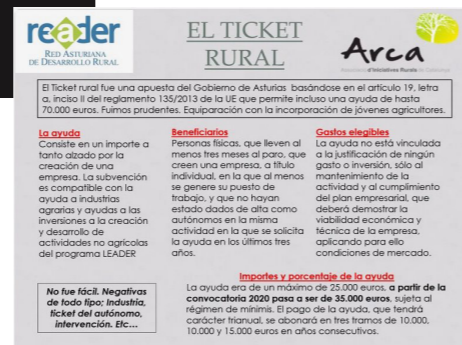 reader
RED ASTURIANA
DE DESARROLLO RURAL
EL TICKET
RURAL
Arca
d'Iniciatives Rurals
El Ticket rural fue una apuesta del Gobierno de Asturias basándose en el artículo 19, letra
a, inciso II del reglamento 135/2013 de la UE que permite incluso una ayuda de hasta
70.000 euros. Fuimos prudentes. Equiparación con la incorporación de jóvenes agricultores.
La ayuda
Consiste en un importe a
tanto alzado por la
creación de una
empresa. La subvención
es compatible con la
ayuda a industrias
agrarias y ayudas a las
inversiones a la creación
y desarrollo de
actividades no agrícolas
del programa LEADER
Beneficiarios
Personas físicas, que lleven al
menos tres meses al paro, que
creen una empresa, a título
individual, en la que al menos
se genere su puesto de
trabajo, y que no hayan
estado dados de alta como
autónomos en la misma
actividad en la que se solicita
la ayuda en los últimos tres
años.
Gastos elegibles
La ayuda no está vinculada
a la justificación de ningún
gasto o inversión, sólo al
mantenimiento de la
actividad y al cumplimiento
del plan empresarial, que
deberá demostrar la
viabilidad económica y
técnica de la empresa,
aplicando para ello
condiciones de mercado.
No fue fácil. Negativas
de todo tipo; Industria,
ticket del autónomo,
intervención. Etc...
Importes y porcentaje de la ayuda
La ayuda era de un máximo de 25.000 euros, a partir de la
convocatoria 2020 pasa a ser de 35.000 euros, sujeta al
régimen de mínimis. El pago de la ayuda, que tendrá
carácter trianual, se abonará en tres tramos de 10.000,
10.000 y 15.000 euros en años consecutivos.